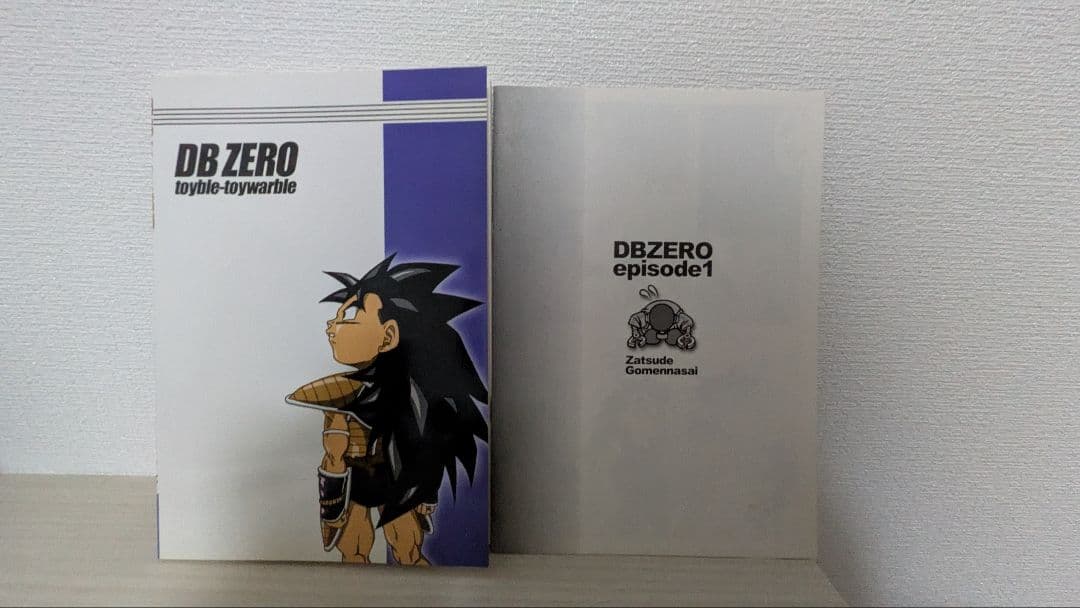 DB ZERO
toyble-toywarble
DBZERO
episode1
Zatsude
Gomennasai